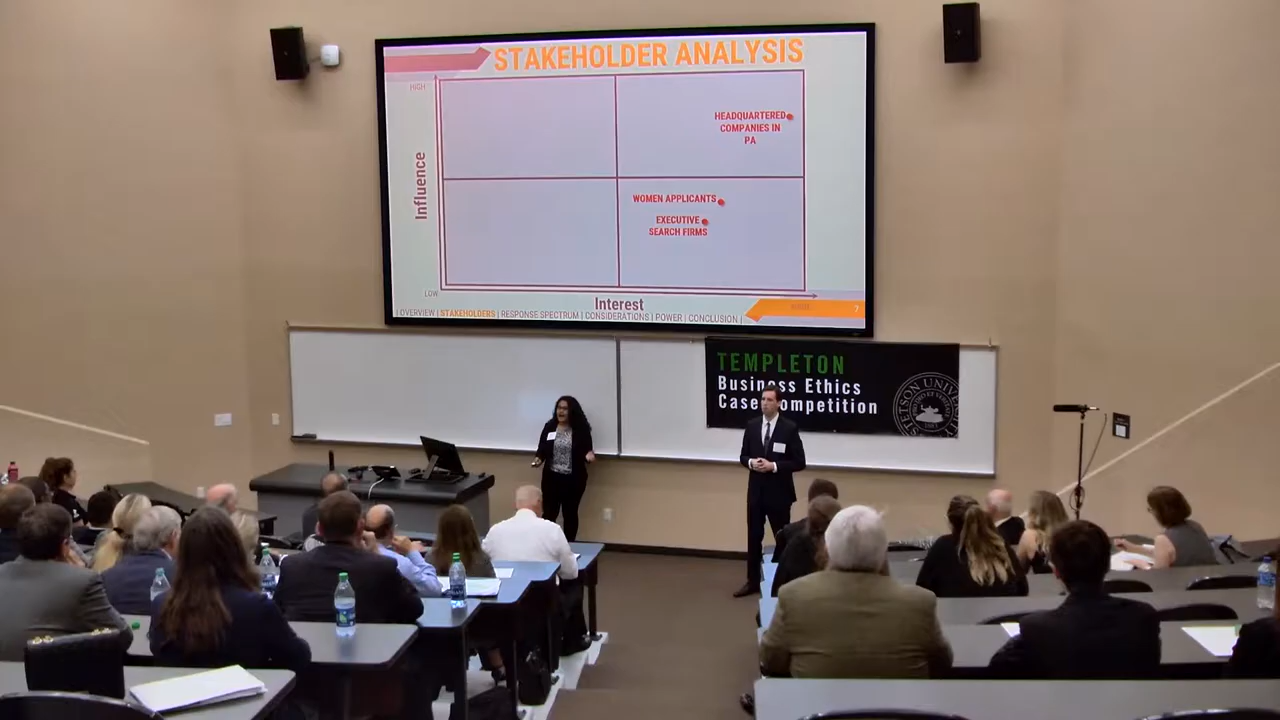 STAKEHOLDER ANALYSIS
HIGH
HEADQUARTERED
COMPANIES IN
PA
Influence
WOMEN APPLICANTS
EXECUTIVE
SEARCH FIRMS
LOW
Interest
HIGH
| OVERVIEW | STAKEHOLDERS | RESPONSE SPECTRUM | CONSIDERATIONS | POWER | CONCLUSION |
7
TEMPLETON
Business Ethics
Case Competition
STETSON UNIVERSITY